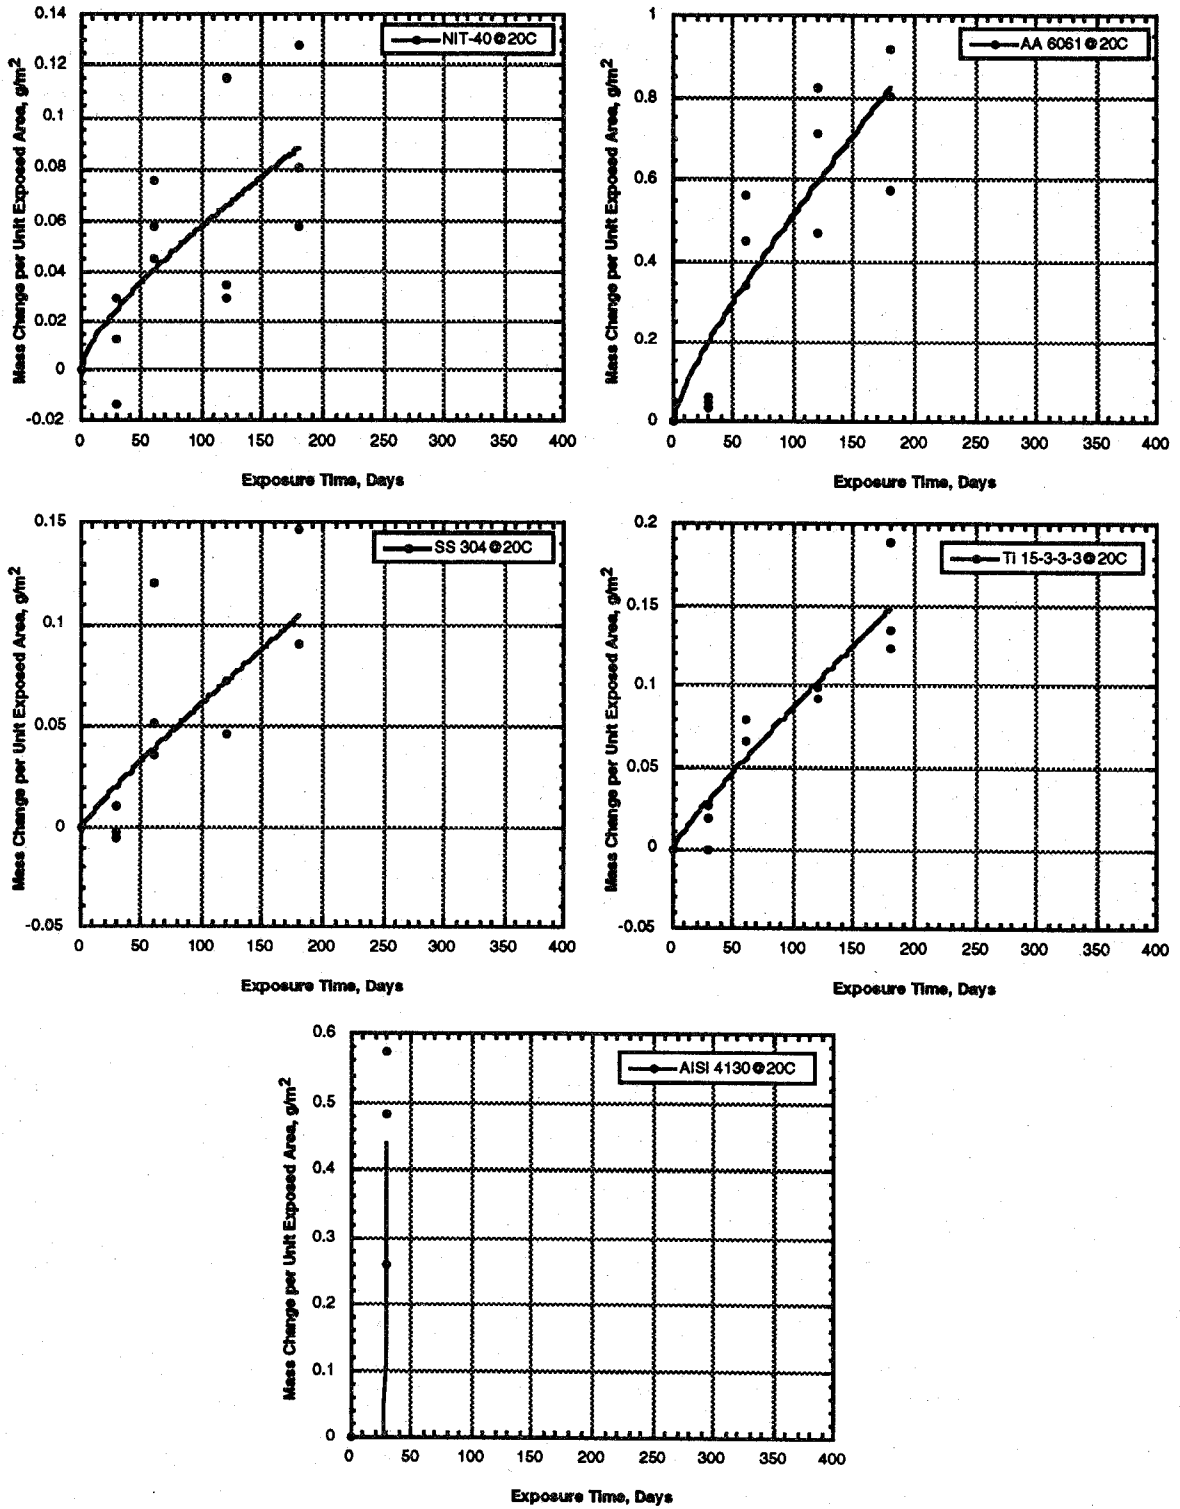 0.14
0.12
0.1
0.08
0.06
0.04
0.02
0
-0.02
Mass Change per Unit Exposed Area, g/m2
NIT-40@20C
0 50 100 150 200 250 300 350 400
Exposure Time, Days
1
0.8
0.6
0.4
0.2
0
Mass Change per Unit Exposed Area, g/m2
AA 6061@20C
0 50 100 150 200 250 300 350 400
Exposure Time, Days
0.15
0.1
0.05
0
-0.05
Mass Change per Unit Exposed Area, g/m2
SS 304@20C
0 50 100 150 200 250 300 350 400
Exposure Time, Days
0.2
0.15
0.1
0.05
0
-0.05
Mass Change per Unit Exposed Area, g/m2
Ti 15-3-3-3@20C
0 50 100 150 200 250 300 350 400
Exposure Time, Days
0.6
0.5
0.4
0.3
0.2
0.1
0
Mass Change per Unit Exposed Area, g/m2
AISI 4130@20C
0 50 100 150 200 250 300 350 400
Exposure Time, Days